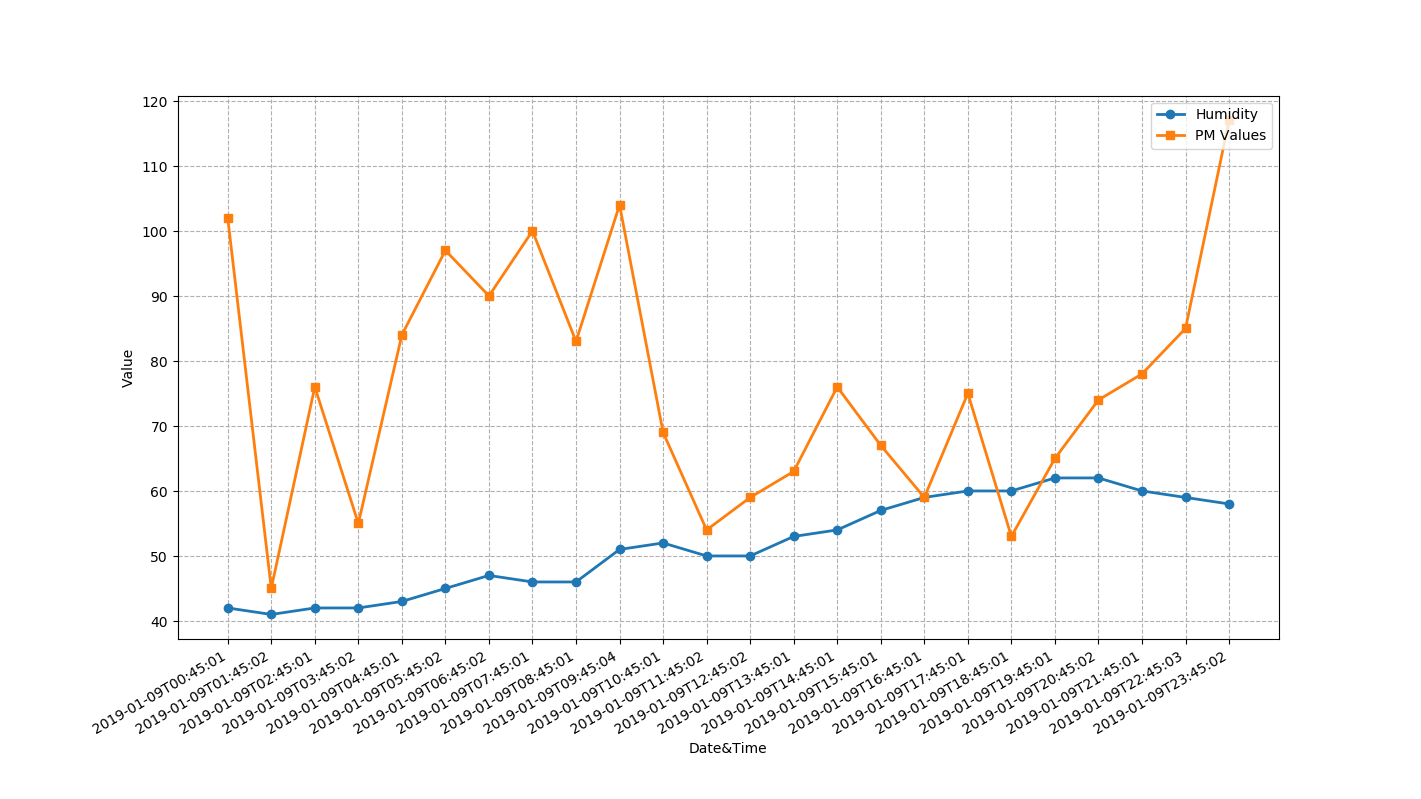 120
110
100
90
80
70
60
50
40
Value
Humidity
PM Values
2019-01-09T00:45:01
2019-01-09T01:45:02
2019-01-09T02:45:01
2019-01-09T03:45:02
2019-01-09T04:45:01
2019-01-09T05:45:02
2019-01-09T06:45:02
2019-01-09T07:45:01
2019-01-09T08:45:01
2019-01-09T09:45:04
2019-01-09T10:45:01
2019-01-09T11:45:02
2019-01-09T12:45:02
2019-01-09T13:45:01
2019-01-09T14:45:01
2019-01-09T15:45:01
2019-01-09T16:45:01
2019-01-09T17:45:01
2019-01-09T18:45:01
2019-01-09T19:45:01
2019-01-09T20:45:02
2019-01-09T21:45:01
2019-01-09T22:45:03
2019-01-09T23:45:02
Date&Time